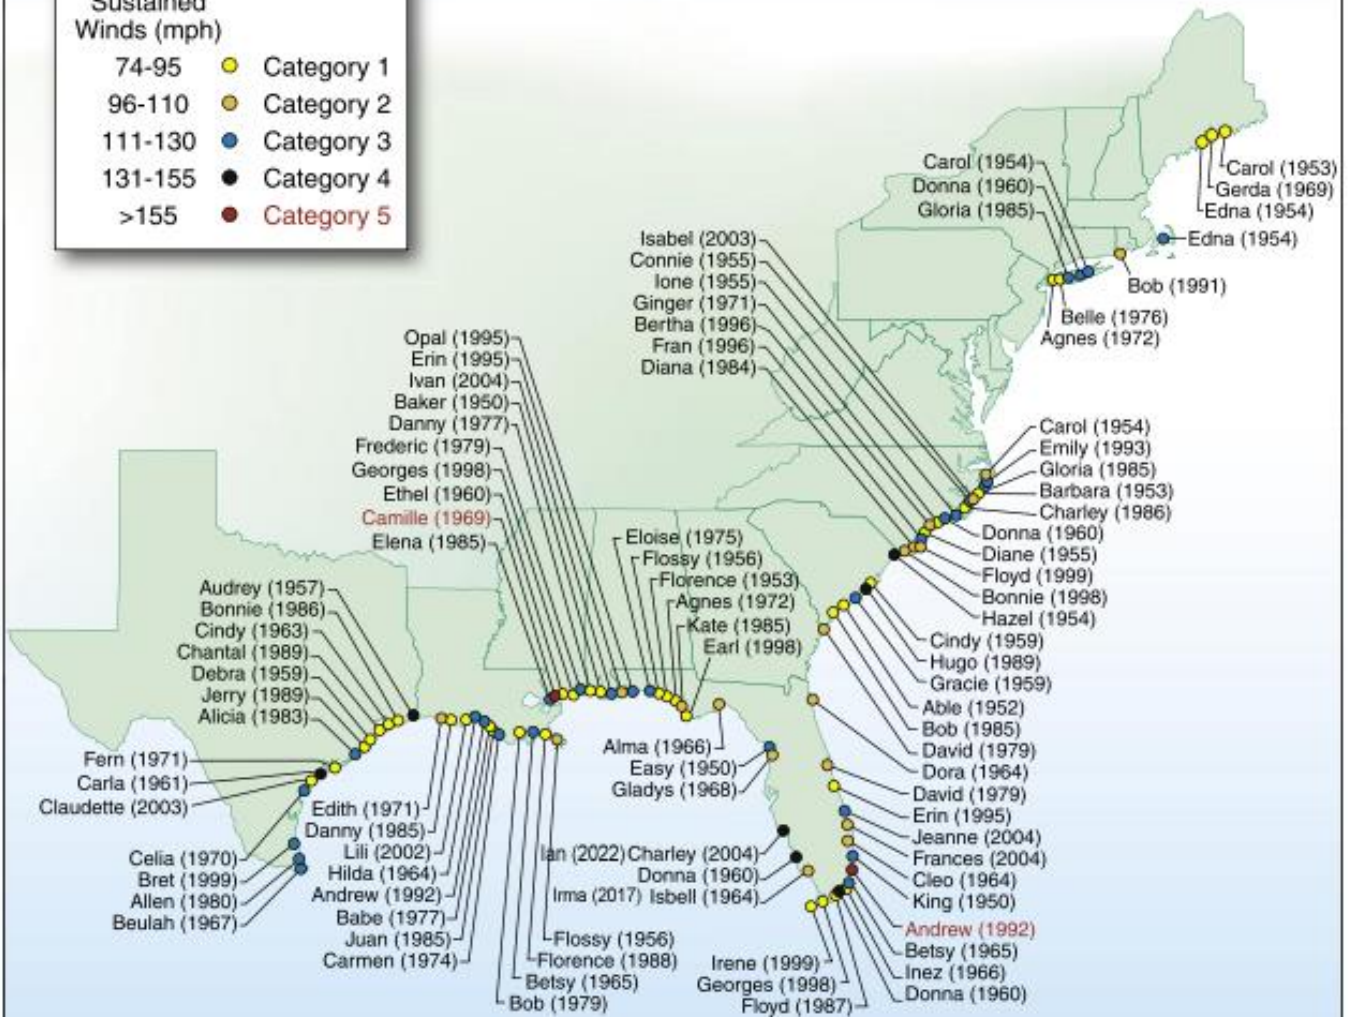 Sustained
Winds (mph)
74-95 Category 1
96-110 Category 2
111-130 Category 3
131-155 Category 4
>155 Category 5
Carol (1954)
Donna (1960)
Gloria (1985)
Carol (1953)
Gerda (1969)
Edna (1954)
Edna (1954)
Bob (1991)
Belle (1976)
Agnes (1972)
Isabel (2003)
Connie (1955)
Ione (1955)
Ginger (1971)
Bertha (1996)
Fran (1996)
Diana (1984)
Opal (1995)
Erin (1995)
Ivan (2004)
Baker (1950)
Danny (1977)
Frederic (1979)
Georges (1998)
Ethel (1960)
Camille (1969)
Elena (1985)
Carol (1954)
Emily (1993)
Gloria (1985)
Barbara (1953)
Charley (1986)
Donna (1960)
Diane (1955)
Floyd (1999)
Bonnie (1998)
Hazel (1954)
Cindy (1959)
Hugo (1989)
Gracie (1959)
Able (1952)
Bob (1985)
David (1979)
Dora (1964)
David (1979)
Erin (1995)
Jeanne (2004)
Frances (2004)
Cleo (1964)
King (1950)
Andrew (1992)
Betsy (1965)
Inez (1966)
Donna (1960)
Eloise (1975)
Flossy (1956)
Florence (1953)
Agnes (1972)
Kate (1985)
Earl (1998)
Audrey (1957)
Bonnie (1986)
Cindy (1963)
Chantal (1989)
Debra (1959)
Jerry (1989)
Alicia (1983)
Fern (1971)
Carla (1961)
Claudette (2003)
Celia (1970)
Bret (1999)
Allen (1980)
Beulah (1967)
Edith (1971)
Danny (1985)
Lili (2002)
Hilda (1964)
Andrew (1992)
Babe (1977)
Juan (1985)
Carmen (1974)
Flossy (1956)
Florence (1988)
Betsy (1965)
Bob (1979)
Alma (1966)
Easy (1950)
Gladys (1968)
Ian (2022) Charley (2004)
Donna (1960)
Irma (2017) Isbell (1964)
Irene (1999)
Georges (1998)
Floyd (1987)